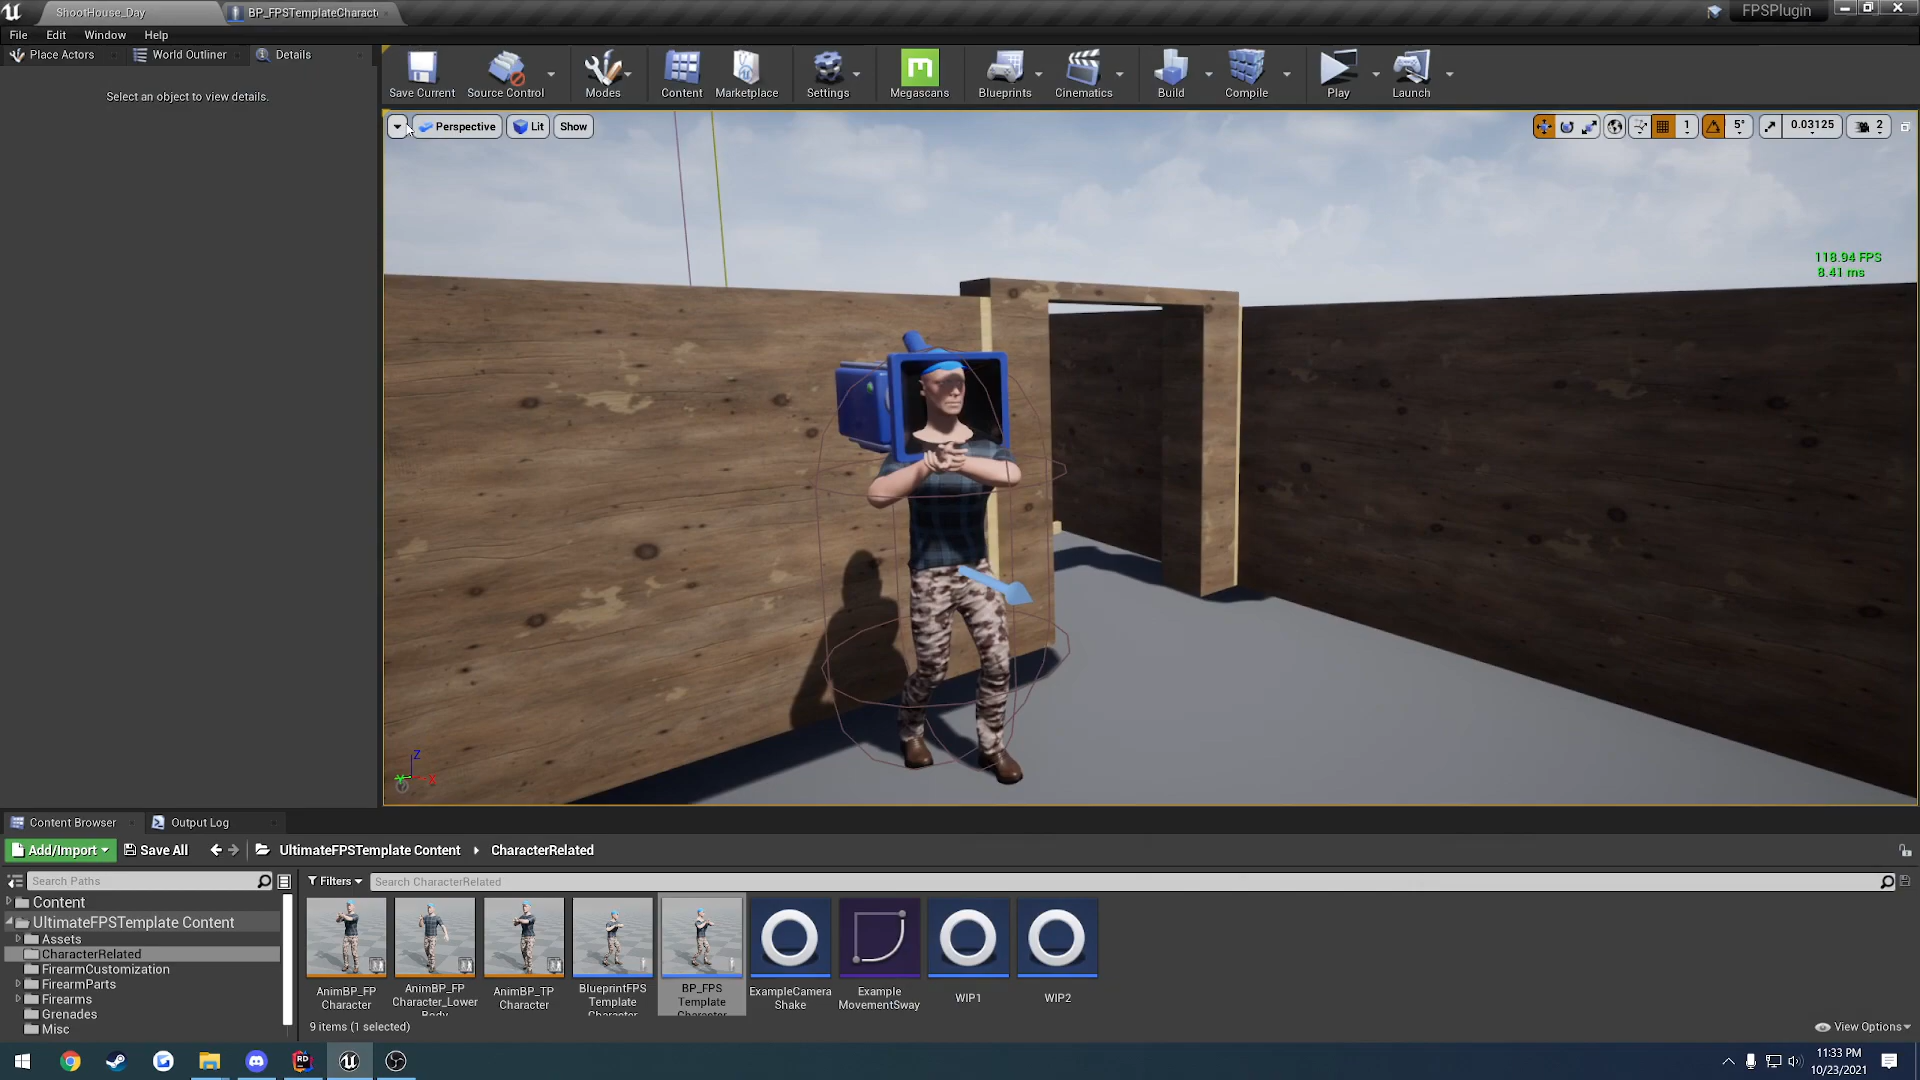 ShootHouse_Day
BP_FPSTemplateCharact
FPSPlugin
File Edit Window Help
Place Actors World Outliner Details
Select an object to view details.
Save Current Source Control Modes Content Marketplace Settings Megascans Blueprints Cinematics Build Compile Play Launch
Perspective Lit Show
1 5° 0.03125 2
118.94 FPS
8.41 ms
Z
Y X
Content Browser Output Log
Add/Import Save All UltimateFPSTemplate Content CharacterRelated
Search Paths Filters Search CharacterRelated
Content
UltimateFPSTemplate Content
Assets
CharacterRelated
FirearmCustomization
FirearmParts
Firearms
Grenades
Misc
AnimBP_FP
Character
AnimBP_FP
Character_Lower
Body
AnimBP_TP
Character
BlueprintFPS
Template
Character
BP_FPS
Template
Character
ExampleCamera
Shake
Example
MovementSway
WIP1
WIP2
9 items (1 selected)
View Options
11:33 PM
10/23/2021